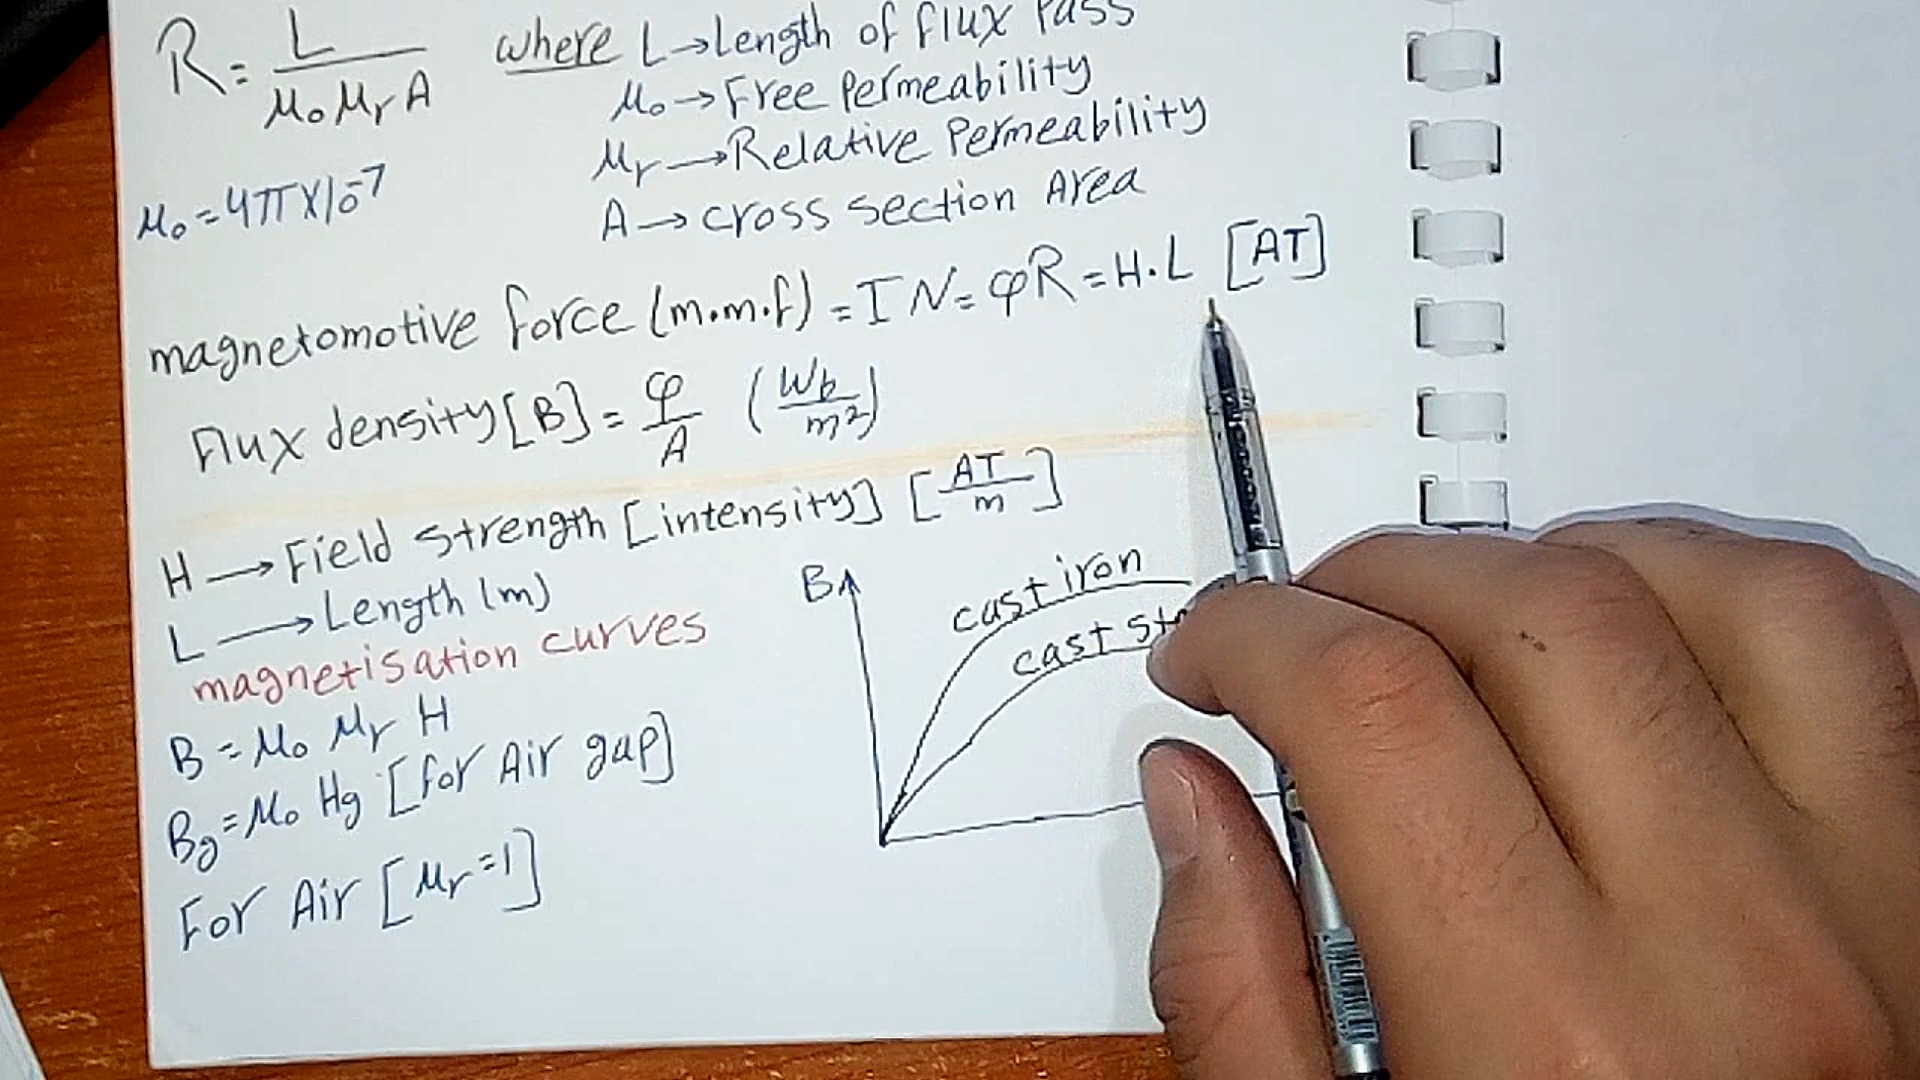 R = L / μ₀ μr A where L → Length of flux Pass
μ₀ → Free Permeability
μr → Relative Permeability
μ₀ = 4π x 10⁻⁷
A → cross section Area
magnetomotive force (m.m.f) = I N = φR = H.L [AT]
Flux density [B] = φ / A (Wb / m²)
H → Field strength [intensity] [AT / m]
L → Length (m)
magnetisation curves
B = μ₀ μr H
Bg = μ₀ Hg [for Air gap]
For Air [μr = 1]
B
cast iron
cast